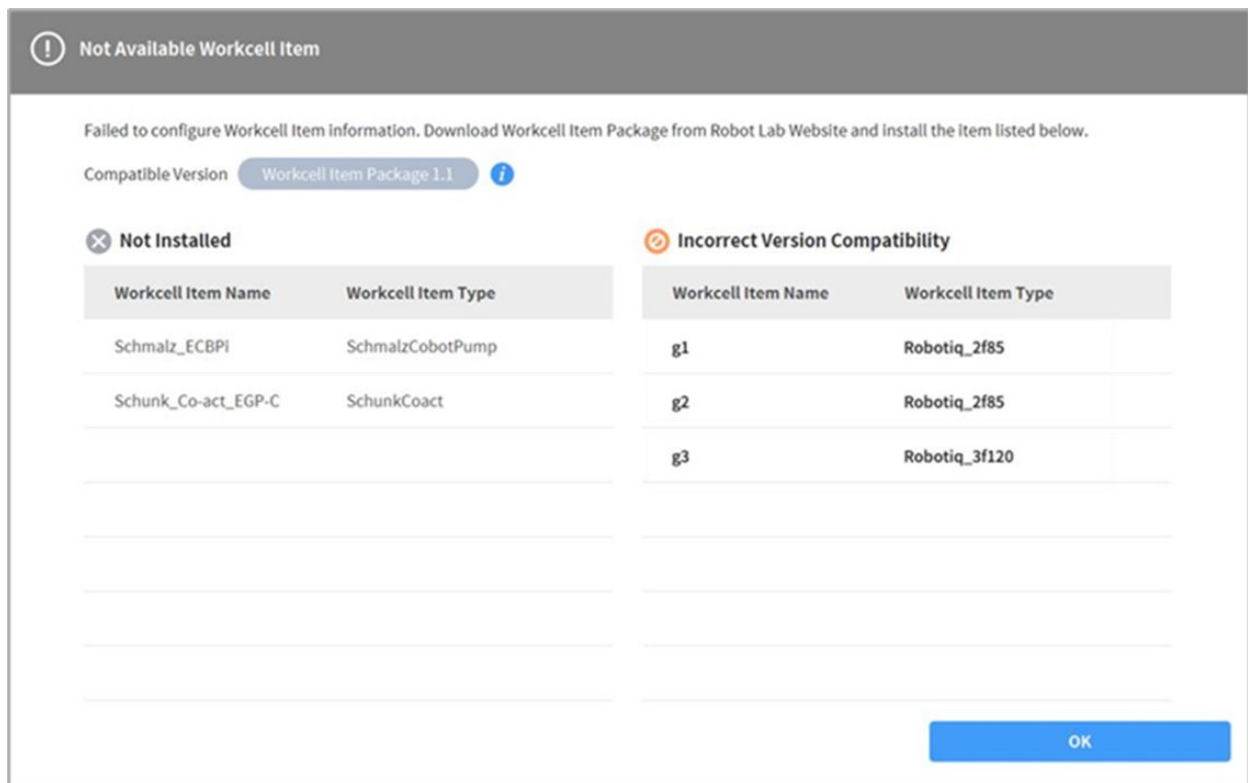 Not Available Workcell Item
Failed to configure Workcell Item information. Download Workcell Item Package from Robot Lab Website and install the item listed below.
Compatible Version Workcell Item Package 1.1 i
Not Installed
Workcell Item Name Workcell Item Type
Schmalz_ECBPi SchmalzCobotPump
Schunk_Co-act_EGP-C SchunkCoact
Incorrect Version Compatibility
Workcell Item Name Workcell Item Type
g1 Robotiq_2f85
g2 Robotiq_2f85
g3 Robotiq_3f120
OK